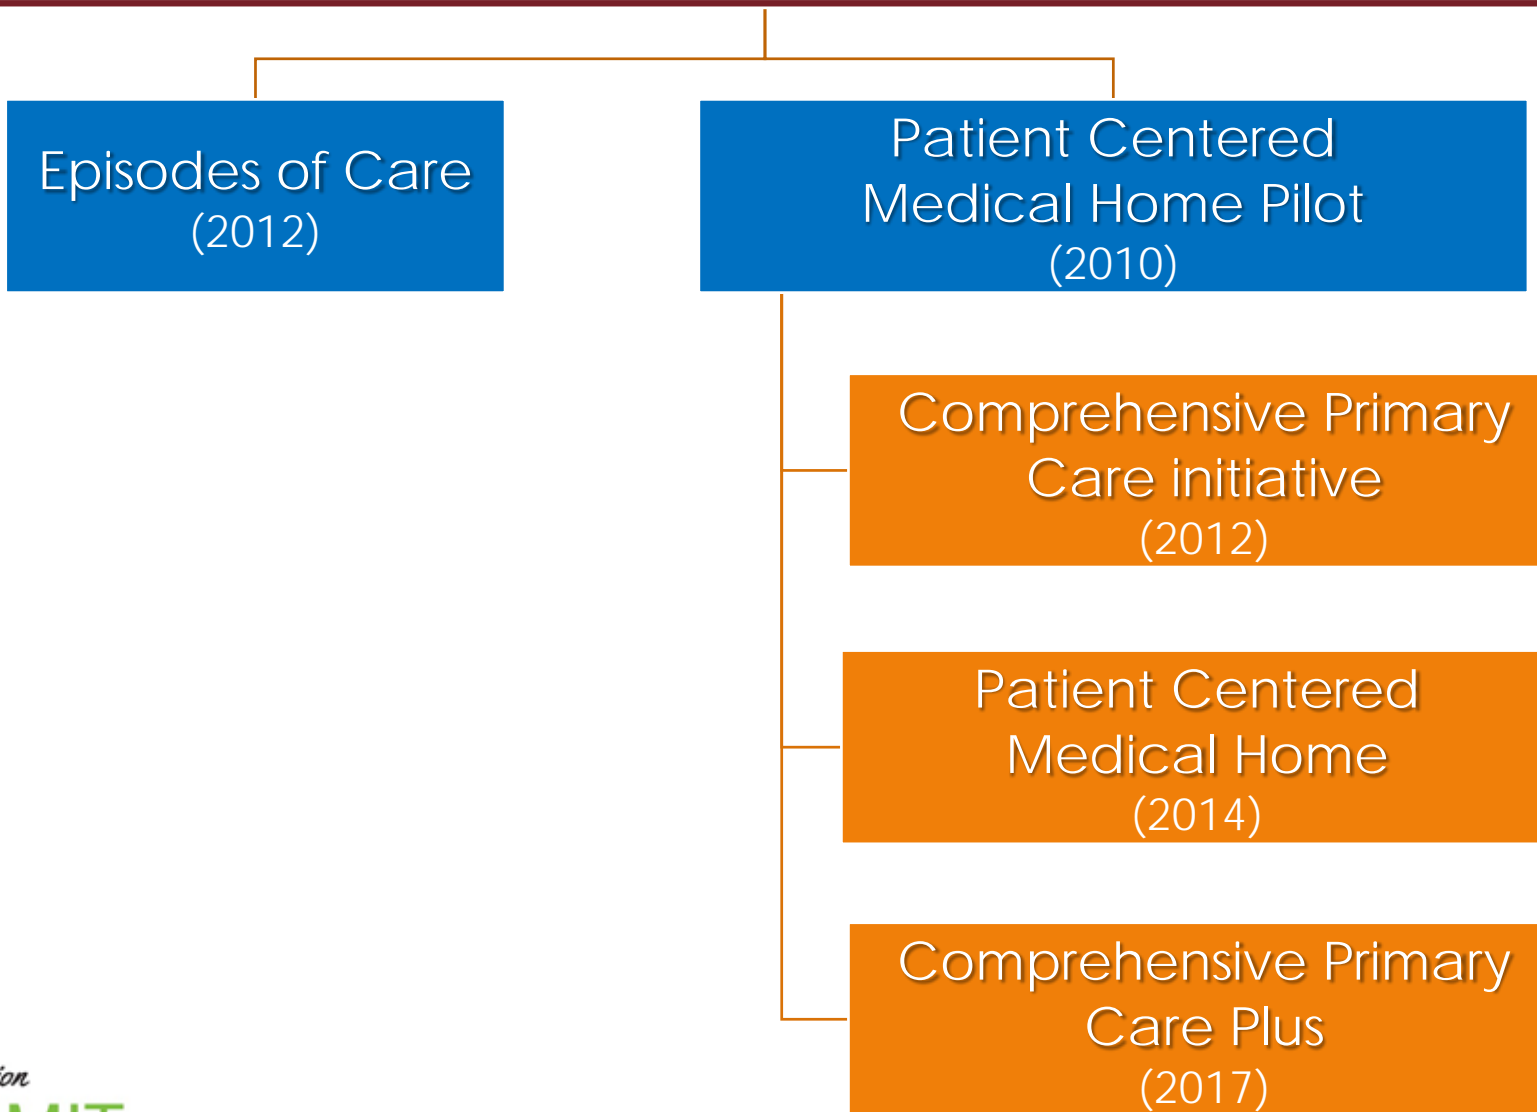 Episodes of Care
(2012)
Patient Centered
Medical Home Pilot
(2010)
Comprehensive Primary
Care initiative
(2012)
Patient Centered
Medical Home
(2014)
Comprehensive Primary
Care Plus
(2017)